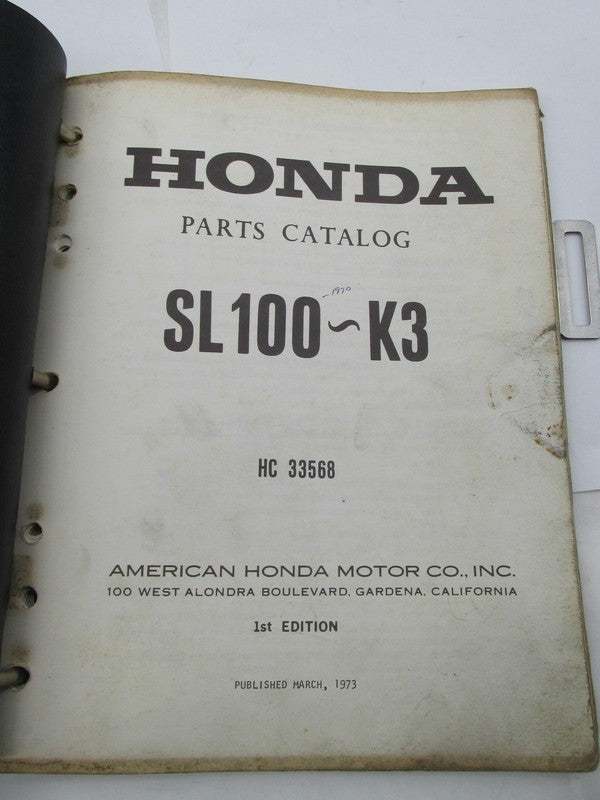 HONDA
PARTS CATALOG
SL100~K3
HC 33568
AMERICAN HONDA MOTOR CO., INC.
100 WEST ALONDRA BOULEVARD, GARDENA, CALIFORNIA
1st EDITION
PUBLISHED MARCH, 1973